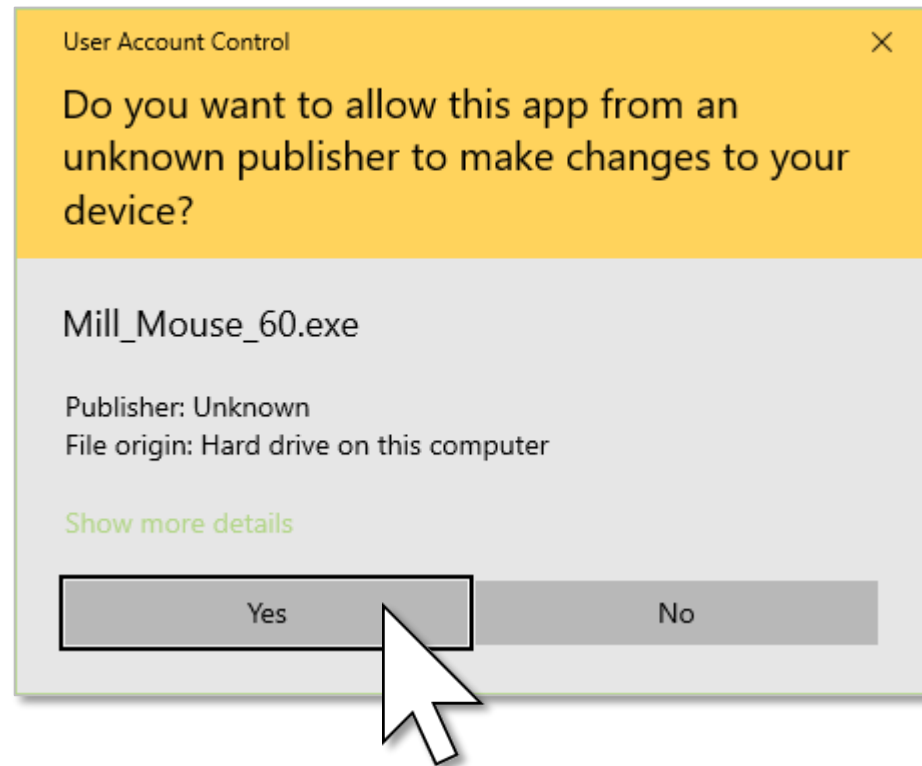 User Account Control
Do you want to allow this app from an
unknown publisher to make changes to your
device?
Mill_Mouse_60.exe
Publisher: Unknown
File origin: Hard drive on this computer
Show more details
Yes
No